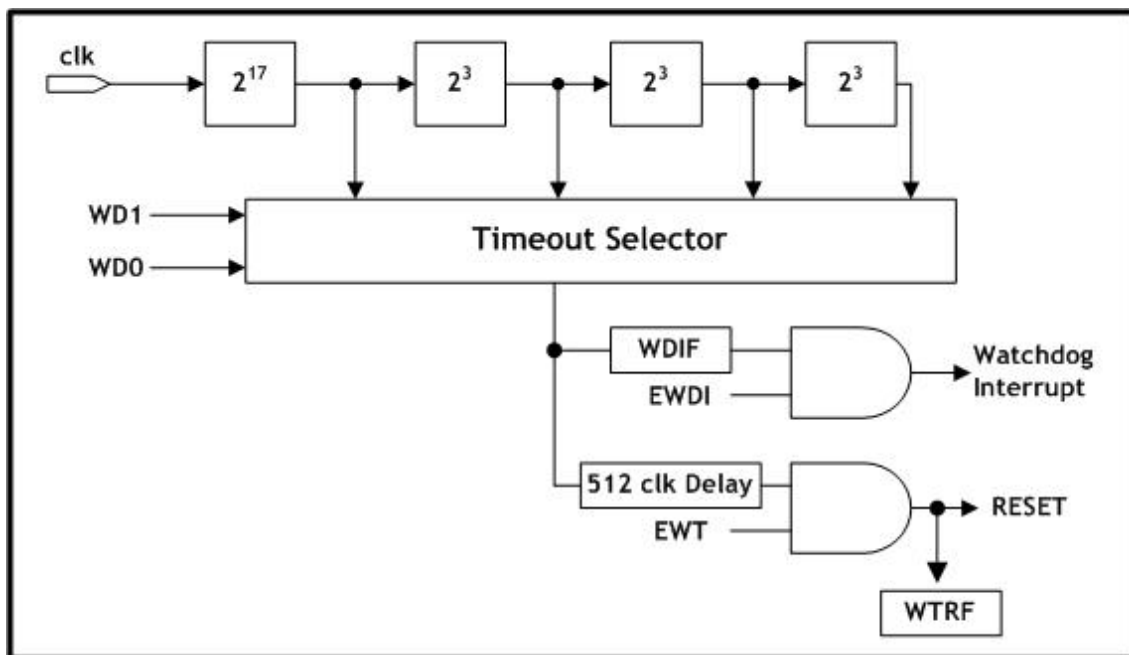 clk
2^17
2^3
2^3
2^3
WD1
WD0
Timeout Selector
WDIF
EWDI
Watchdog
Interrupt
512 clk Delay
EWT
RESET
WTRF